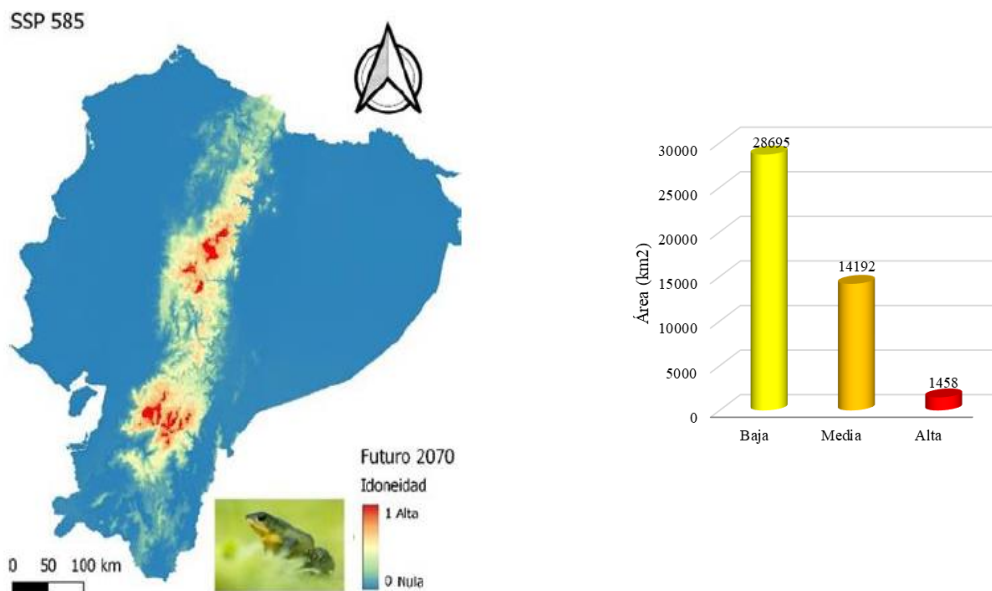 SSP 585
Futuro 2070
Idoneidad
1 Alta
0 Nula
0 50 100 km
Área (km2)
30000
25000
20000
15000
10000
5000
0
28695
14192
1458
Baja Media Alta